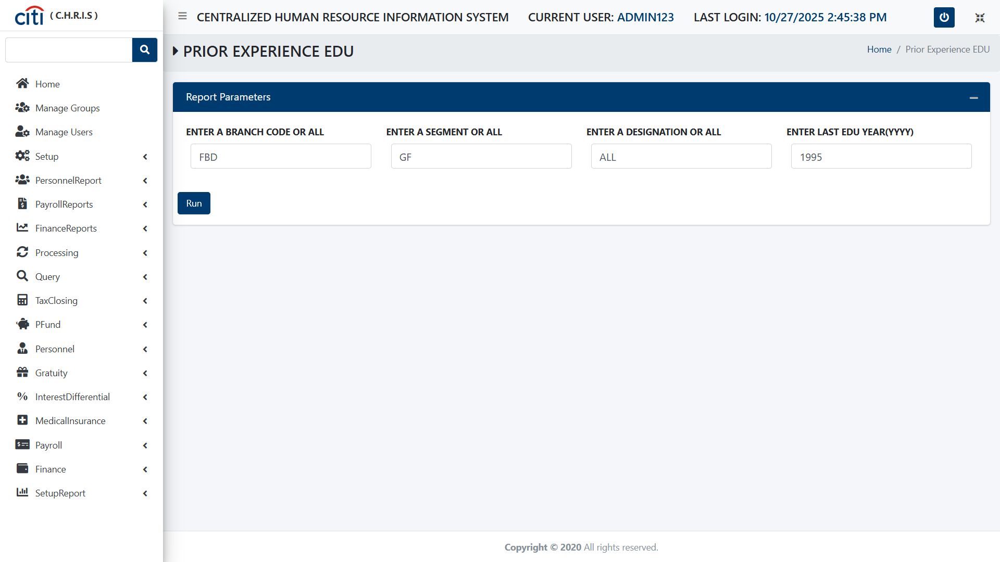 citi ( C.H.R.I.S )
CENTRALIZED HUMAN RESOURCE INFORMATION SYSTEM CURRENT USER: ADMIN123 LAST LOGIN: 10/27/2025 2:45:38 PM
PRIOR EXPERIENCE EDU
Home / Prior Experience EDU
Home
Manage Groups
Manage Users
Setup
PersonnelReport
PayrollReports
FinanceReports
Processing
Query
TaxClosing
PFund
Personnel
Gratuity
% InterestDifferential
MedicalInsurance
Payroll
Finance
SetupReport
Report Parameters
ENTER A BRANCH CODE OR ALL ENTER A SEGMENT OR ALL ENTER A DESIGNATION OR ALL ENTER LAST EDU YEAR(YYYY)
FBD GF ALL 1995
Run
Copyright © 2020 All rights reserved.